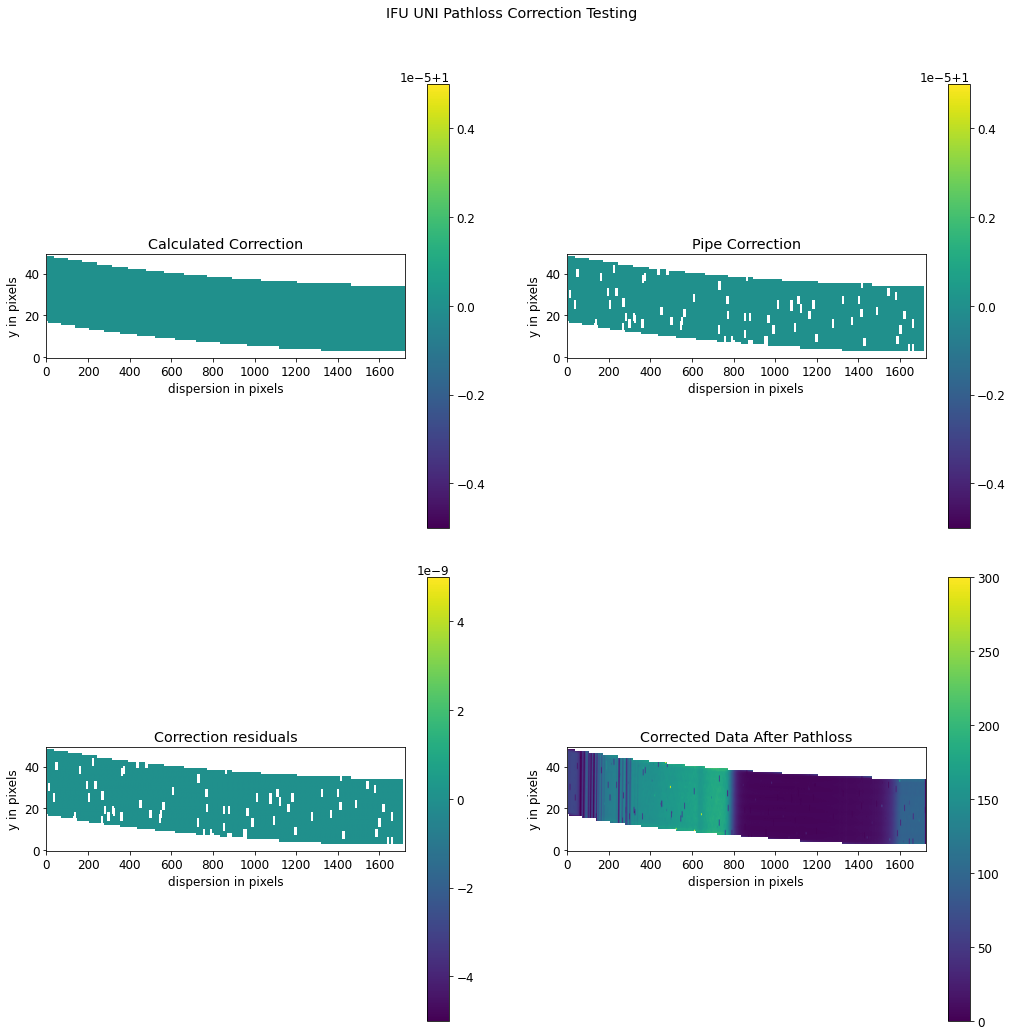 IFU UNI Pathloss Correction Testing
1e−5+1
0.4
0.2
0.0
−0.2
−0.4
Calculated Correction
40
20
0
y in pixels
0 200 400 600 800 1000 1200 1400 1600
dispersion in pixels
1e−5+1
0.4
0.2
0.0
−0.2
−0.4
Pipe Correction
40
20
0
y in pixels
0 200 400 600 800 1000 1200 1400 1600
dispersion in pixels
1e−9
4
2
0
−2
−4
Correction residuals
40
20
0
y in pixels
0 200 400 600 800 1000 1200 1400 1600
dispersion in pixels
300
250
200
150
100
50
0
Corrected Data After Pathloss
40
20
0
y in pixels
0 200 400 600 800 1000 1200 1400 1600
dispersion in pixels